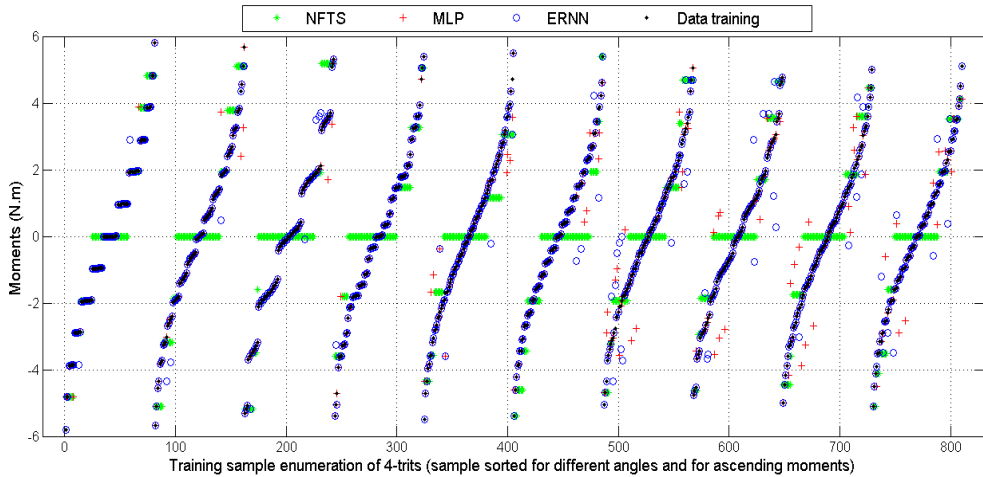 NFTS MLP ERNN Data training
6
4
2
0
-2
-4
-6
Moments (N.m)
0 100 200 300 400 500 600 700 800
Training sample enumeration of 4-trits (sample sorted for different angles and for ascending moments)